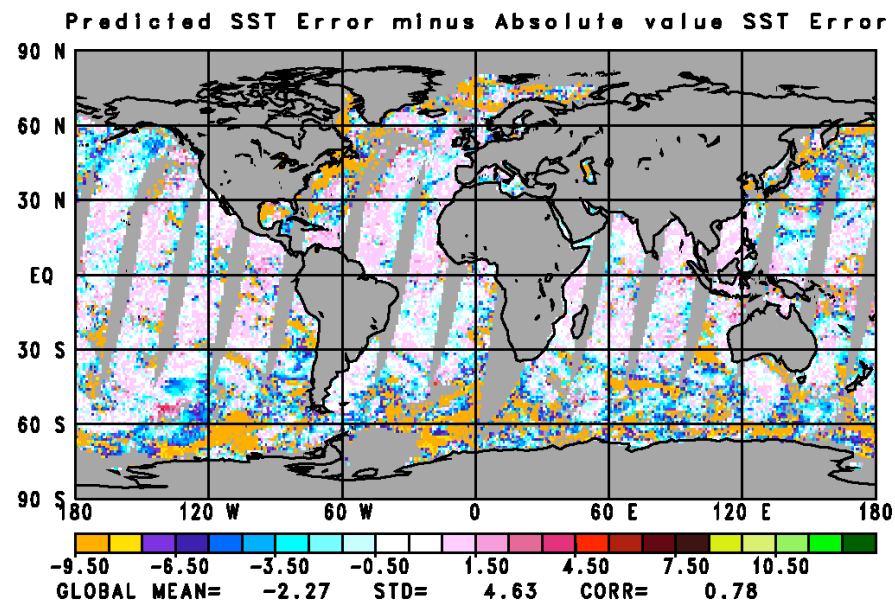 Predicted SST Error minus Absolute value SST Error
90 N
60 N
30 N
EQ
30 S
60 S
90 S
180 120 W 60 W 0 60 E 120 E 180
-9.50 -6.50 -3.50 -0.50 1.50 4.50 7.50 10.50
GLOBAL MEAN= -2.27 STD= 4.63 CORR= 0.78